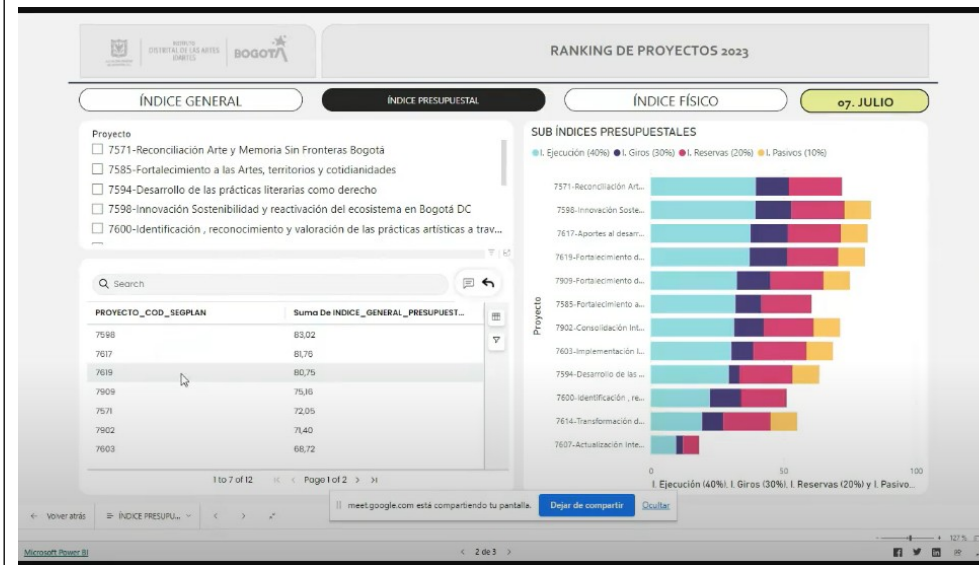 INSTITUTO
DISTRITAL DE LAS ARTES
IDARTES
BOGOTÁ
RANKING DE PROYECTOS 2023
ÍNDICE GENERAL
ÍNDICE PRESUPUESTAL
ÍNDICE FÍSICO
07. JULIO
Proyecto
7571-Reconciliación Arte y Memoria Sin Fronteras Bogotá
7585-Fortalecimiento a las Artes, territorios y cotidianidades
7594-Desarrollo de las prácticas literarias como derecho
7598-Innovación Sostenibilidad y reactivación del ecosistema en Bogotá DC
7600-Identificación , reconocimiento y valoración de las prácticas artísticas a trav...
Search
PROYECTO_COD_SEGPLAN Suma De INDICE_GENERAL_PRESUPUEST...
7598 83,02
7617 81,76
7619 80,75
7909 75,16
7571 72,05
7902 71,40
7603 68,72
1 to 7 of 12 Page 1 of 2
SUB ÍNDICES PRESUPUESTALES
I. Ejecución (40%) I. Giros (30%) I. Reservas (20%) I. Pasivos (10%)
Proyecto
7571-Reconciliación Art...
7598-Innovación Soste...
7617-Aportes al desarr...
7619-Fortalecimiento d...
7909-Fortalecimiento d...
7585-Fortalecimiento a...
7902-Consolidación Int...
7603-Implementación I...
7594-Desarrollo de las ...
7600-Identificación , re...
7614-Transformación d...
7607-Actualización Inte...
0 50 100
I. Ejecución (40%), I. Giros (30%), I. Reservas (20%) y I. Pasivo...
Volver atrás
ÍNDICE PRESUPU...
meet.google.com está compartiendo tu pantalla.
Dejar de compartir
Ocultar
127 %
Microsoft Power BI
2 de 3